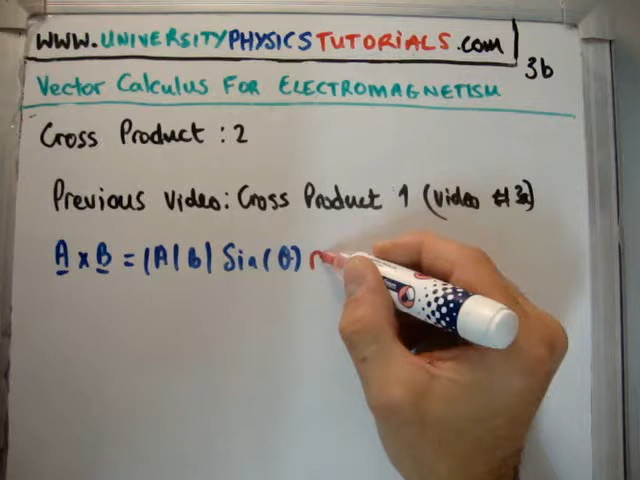 WWW.UNIVERSITYPHYSICSTUTORIALS.com
3b
Vector Calculus FOR ELECTROMAGNETISM
Cross Product : 2
Previous video: Cross Product 1 (video # 3a)
A × B = |A| B| Sin(θ)